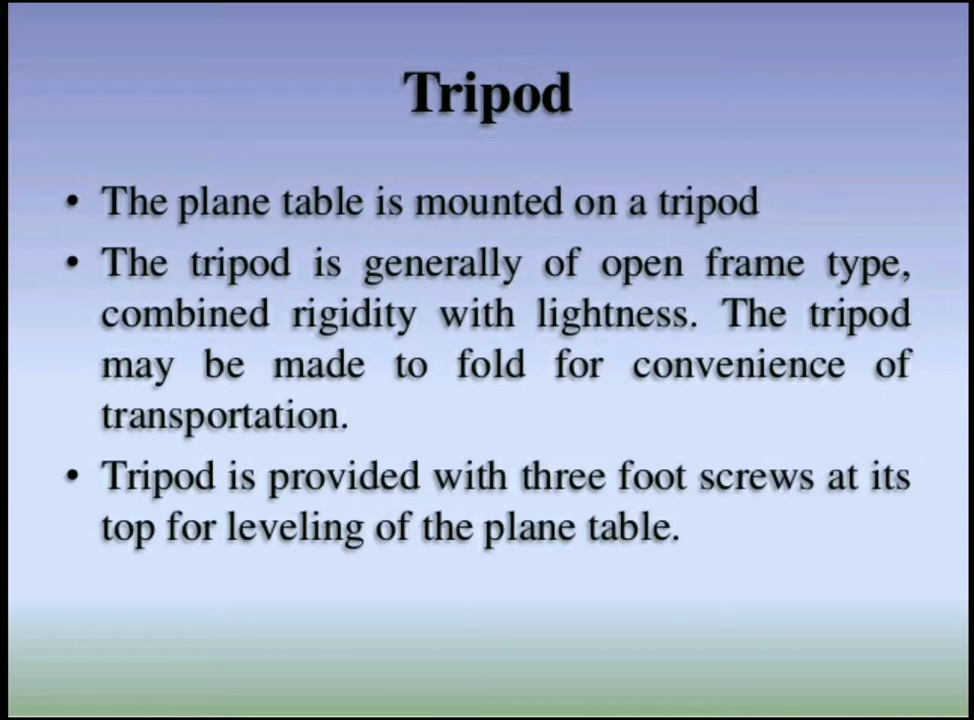 Tripod
• The plane table is mounted on a tripod
• The tripod is generally of open frame type,
combined rigidity with lightness. The tripod
may be made to fold for convenience of
transportation.
• Tripod is provided with three foot screws at its
top for leveling of the plane table.